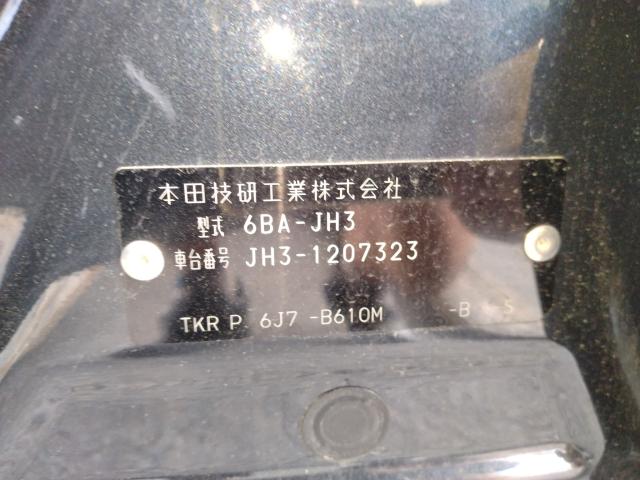 本田技研工業株式会社
型式 6BA-JH3
車台番号 JH3-1207323
TKR P 6J7 -B610M -B S